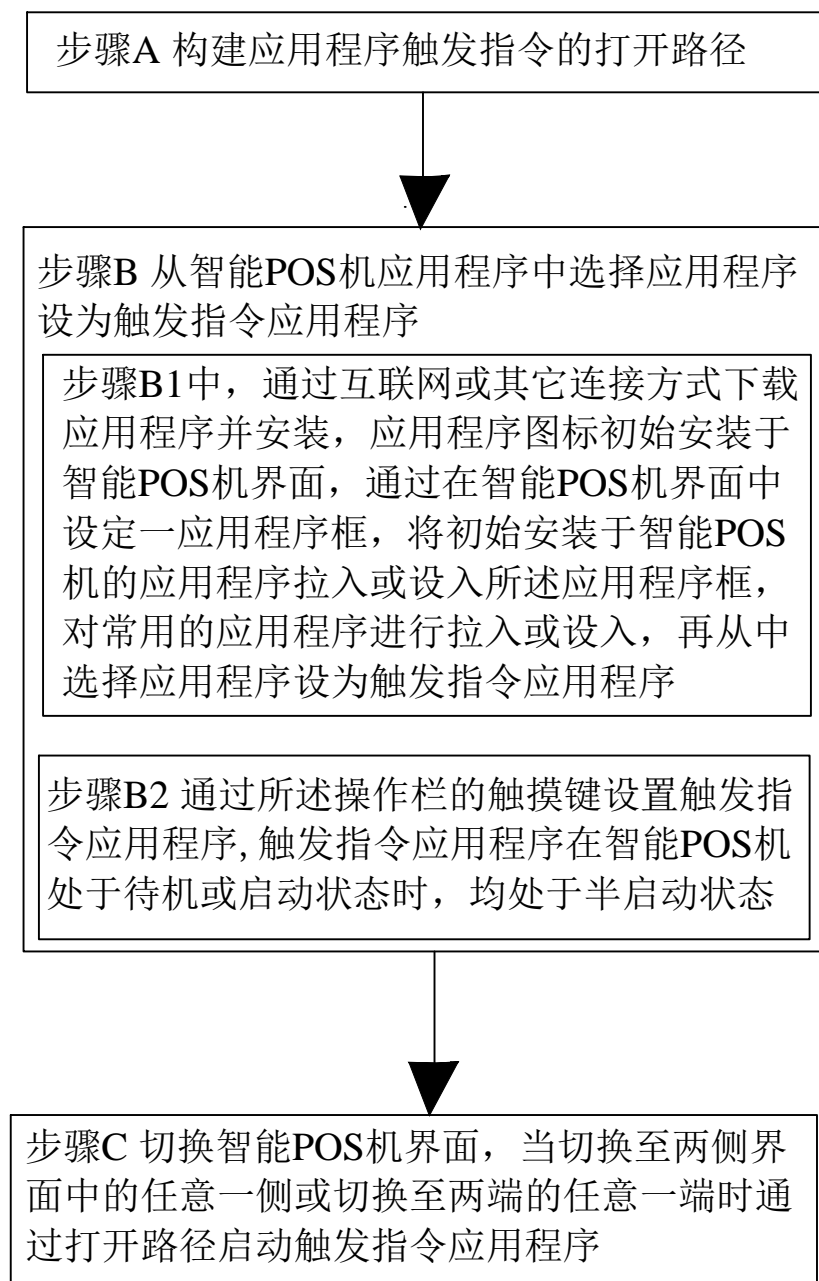 步骤A 构建应用程序触发指令的打开路径
步骤B 从智能POS机应用程序中选择应用程序
设为触发指令应用程序
步骤B1中，通过互联网或其它连接方式下载
应用程序并安装，应用程序图标初始安装于
智能POS机界面，通过在智能POS机界面中
设定一应用程序框，将初始安装于智能POS
机的应用程序拉入或设入所述应用程序框，
对常用的应用程序进行拉入或设入，再从中
选择应用程序设为触发指令应用程序
步骤B2 通过所述操作栏的触摸键设置触发指
令应用程序,触发指令应用程序在智能POS机
处于待机或启动状态时，均处于半启动状态
步骤C 切换智能POS机界面，当切换至两侧界
面中的任意一侧或切换至两端的任意一端时通
过打开路径启动触发指令应用程序